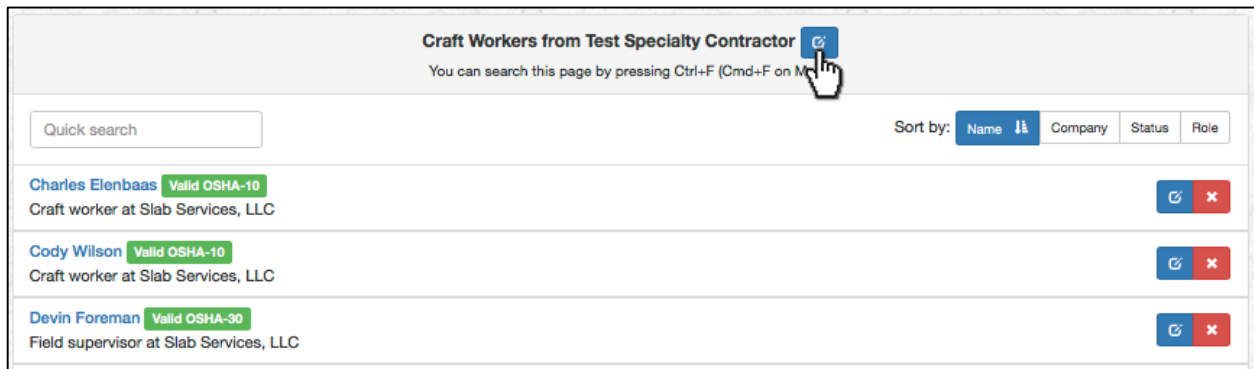 Craft Workers from Test Specialty Contractor
You can search this page by pressing Ctrl+F (Cmd+F on M
Quick search
Sort by: Name Company Status Role
Charles Elenbaas Valid OSHA-10
Craft worker at Slab Services, LLC
Cody Wilson Valid OSHA-10
Craft worker at Slab Services, LLC
Devin Foreman Valid OSHA-30
Field supervisor at Slab Services, LLC